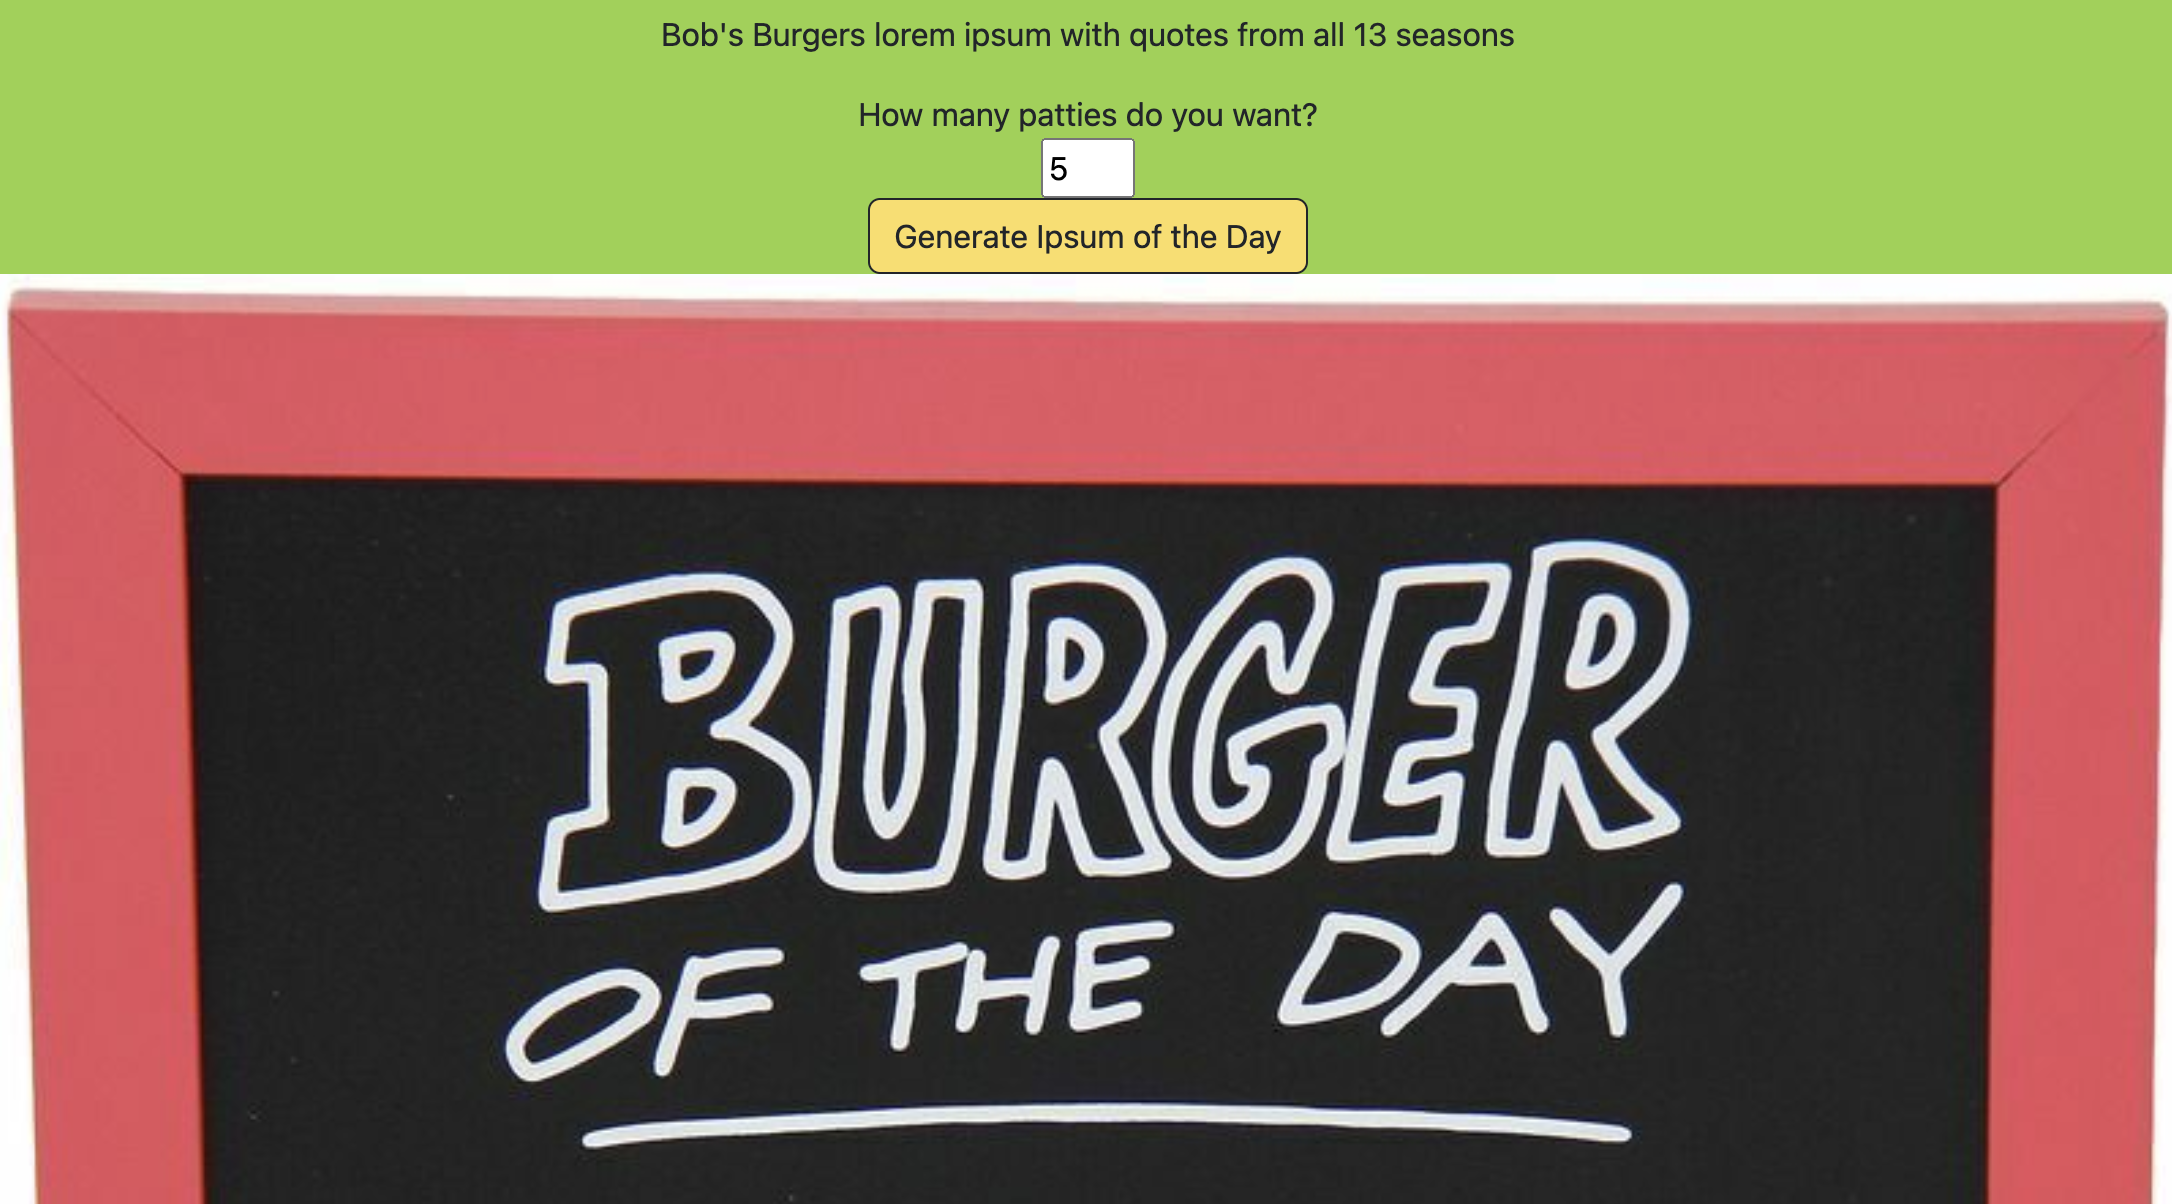 Bob's Burgers lorem ipsum with quotes from all 13 seasons
How many patties do you want?
5
Generate Ipsum of the Day
BURGER
OF THE DAY